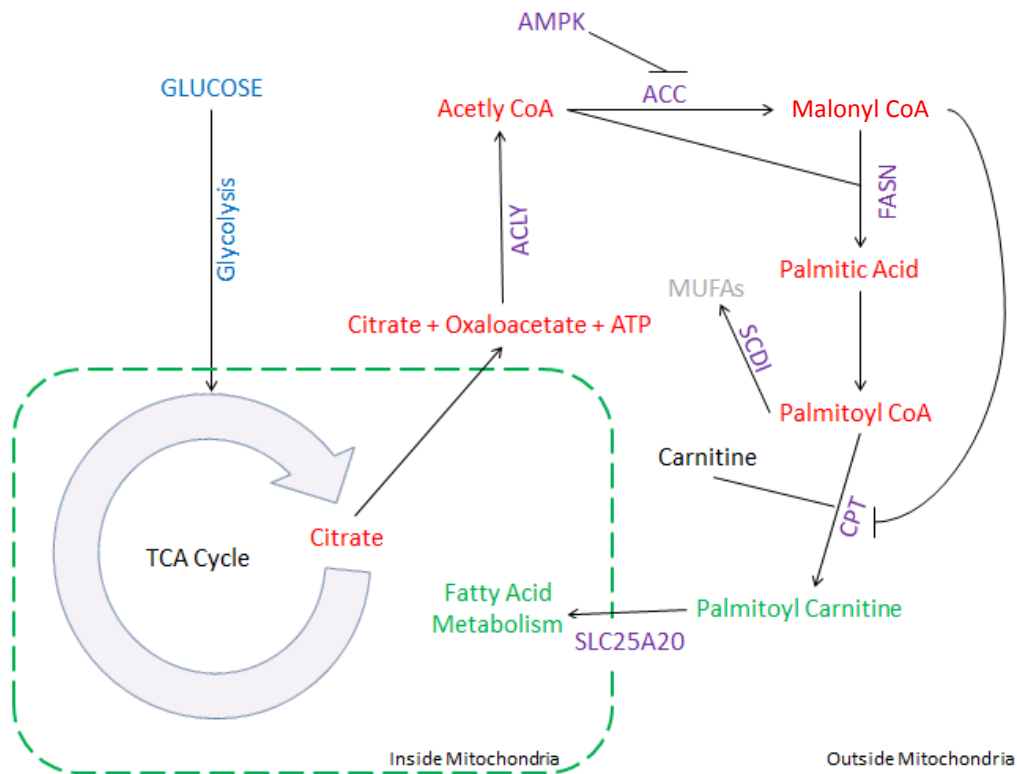 AMPK
GLUCOSE
ACC
Acetly CoA
Malonyl CoA
Glycolysis
ACLY
FASN
Palmitic Acid
MUFAs
Citrate + Oxaloacetate + ATP
SCDI
Palmitoyl CoA
Carnitine
CPT
Citrate
TCA Cycle
Fatty Acid
Metabolism
Palmitoyl Carnitine
SLC25A20
Inside Mitochondria
Outside Mitochondria